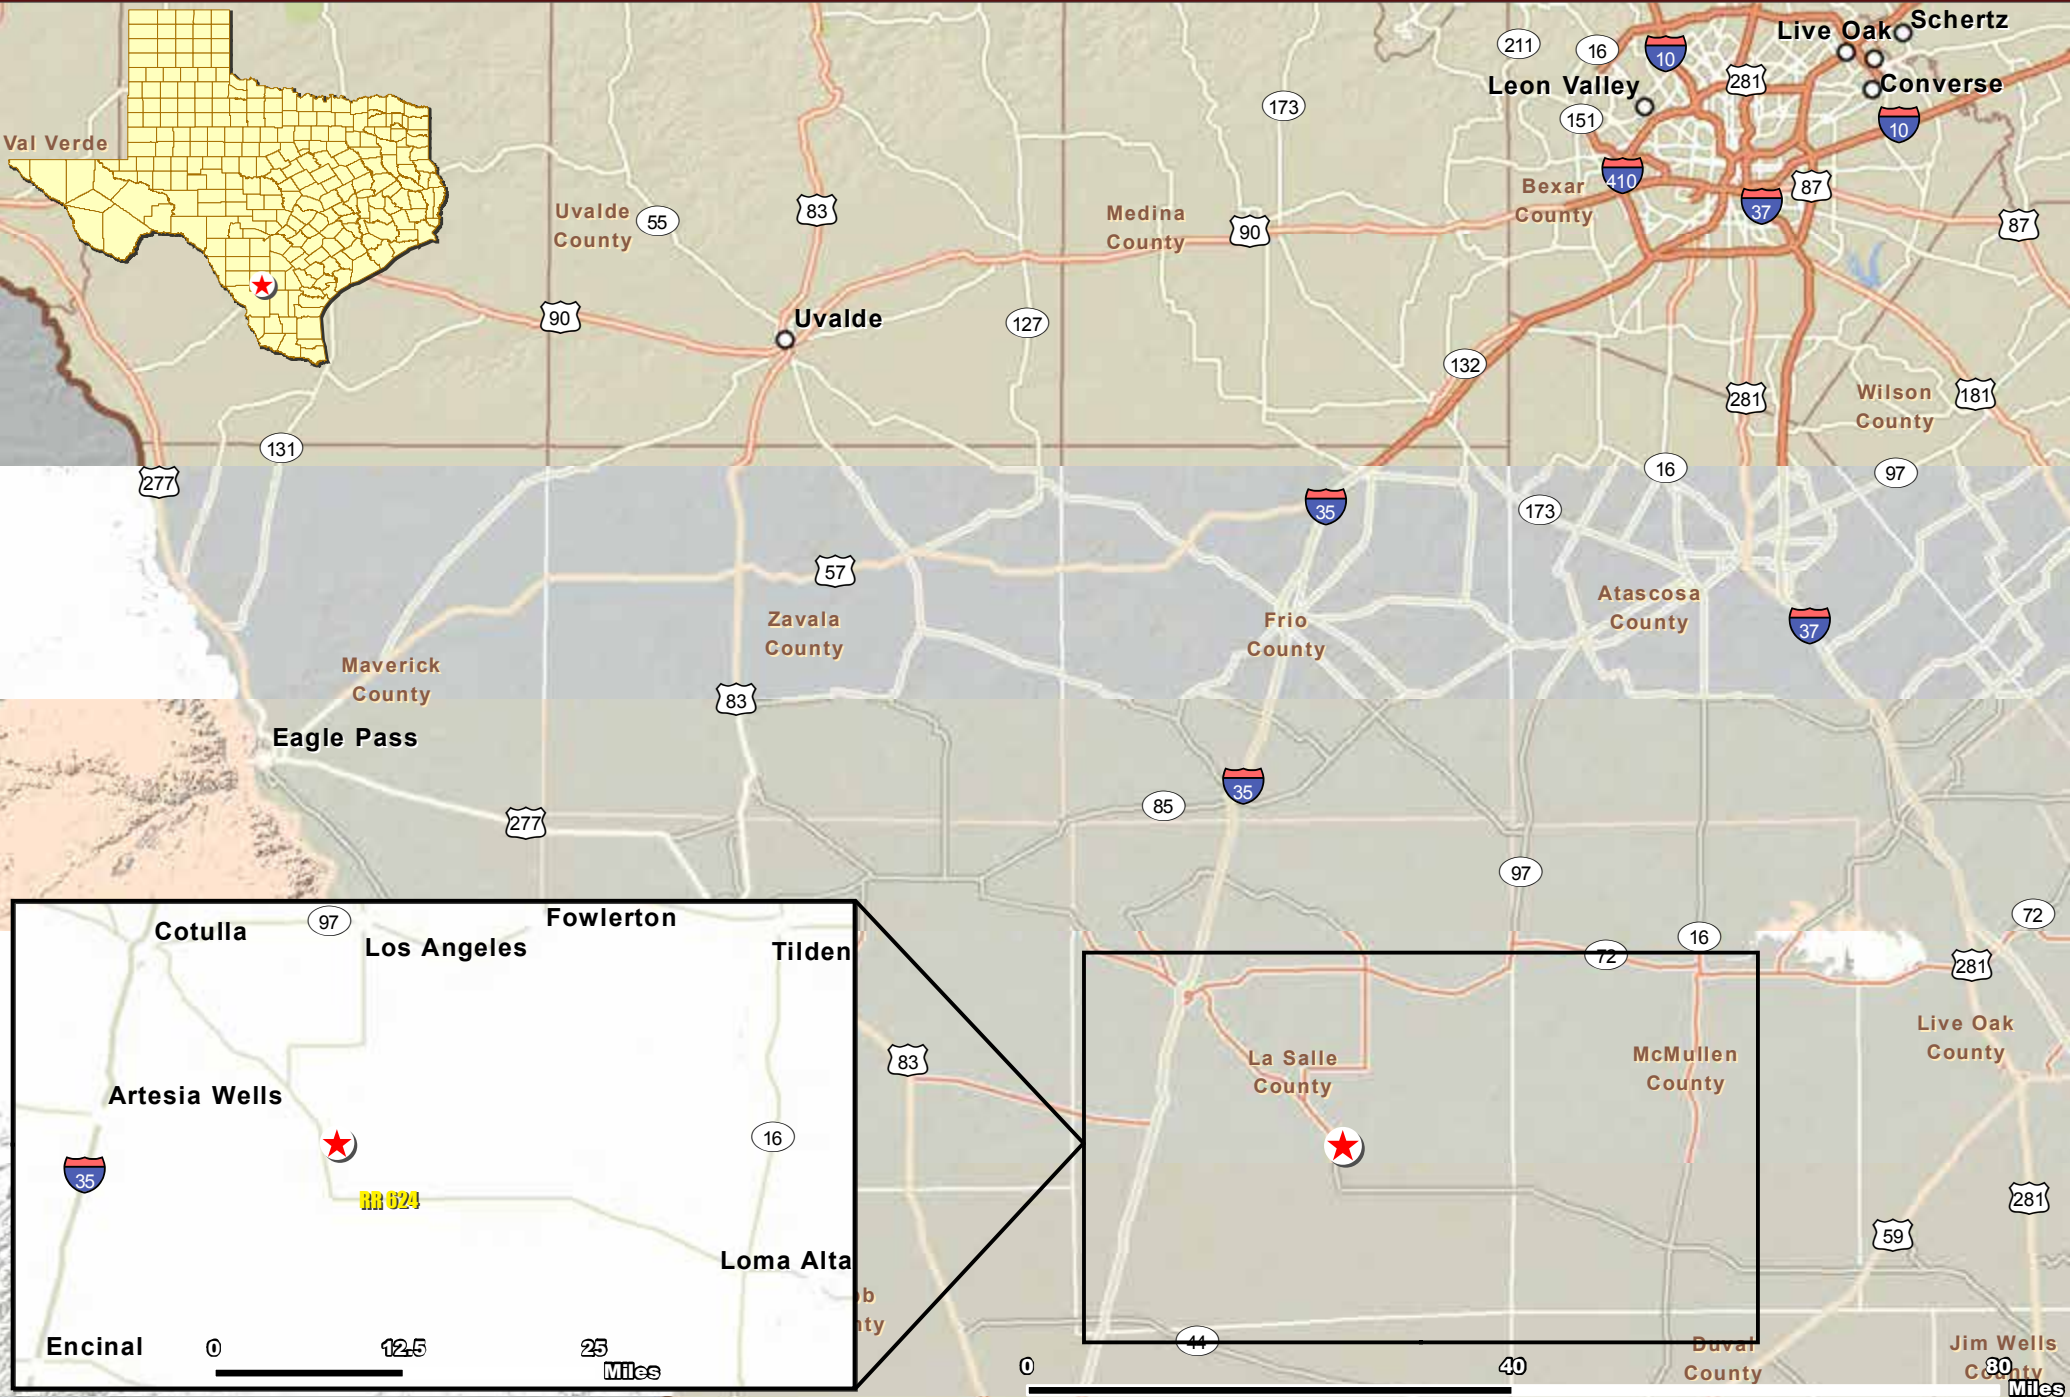 Schertz
Live Oak
211
16
10
281
Leon Valley
Converse
173
151
10
Val Verde
410
87
Bexar
County
37
Uvalde
County
55
83
Medina
County
90
87
90
Uvalde
127
132
281
Wilson
County
181
131
277
16
97
35
173
57
Zavala
County
Frio
County
Atascosa
County
37
Maverick
County
83
Eagle Pass
277
85
35
97
72
16
72
281
83
La Salle
County
McMullen
County
Live Oak
County
281
59
44
Duval
County
Jim Wells
County
0
40
80
Miles
97
Fowlerton
Cotulla
Los Angeles
Tilden
Artesia Wells
16
35
RR 624
Loma Alta
Encinal
0
12.5
25
Miles